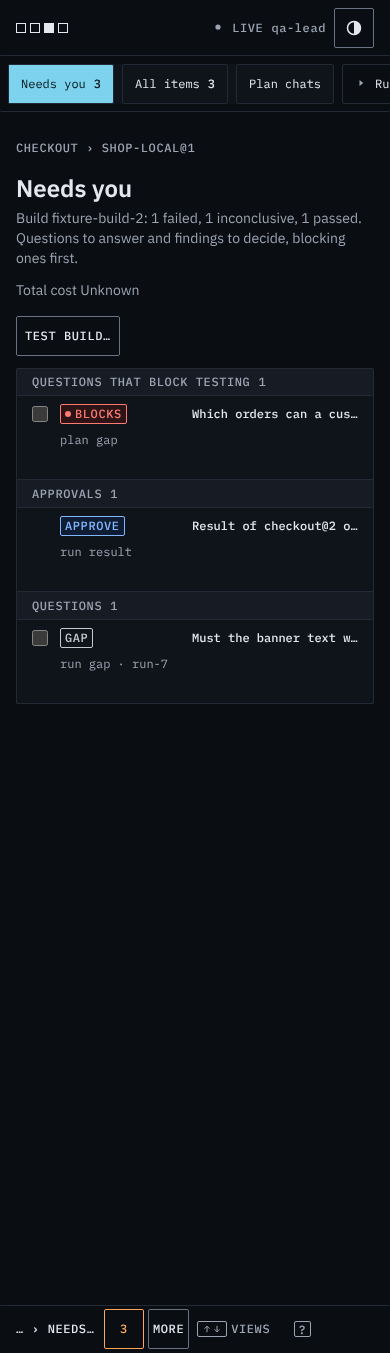 LIVE qa-lead
Needs you 3
All items 3
Plan chats
Ru
CHECKOUT › SHOP-LOCAL@1
Needs you
Build fixture-build-2: 1 failed, 1 inconclusive, 1 passed.
Questions to answer and findings to decide, blocking
ones first.
Total cost Unknown
TEST BUILD…
QUESTIONS THAT BLOCK TESTING 1
BLOCKS Which orders can a cus…
plan gap
APPROVALS 1
APPROVE Result of checkout@2 o…
run result
QUESTIONS 1
GAP Must the banner text w…
run gap · run-7
… › NEEDS… 3 MORE ↑↓ VIEWS ?